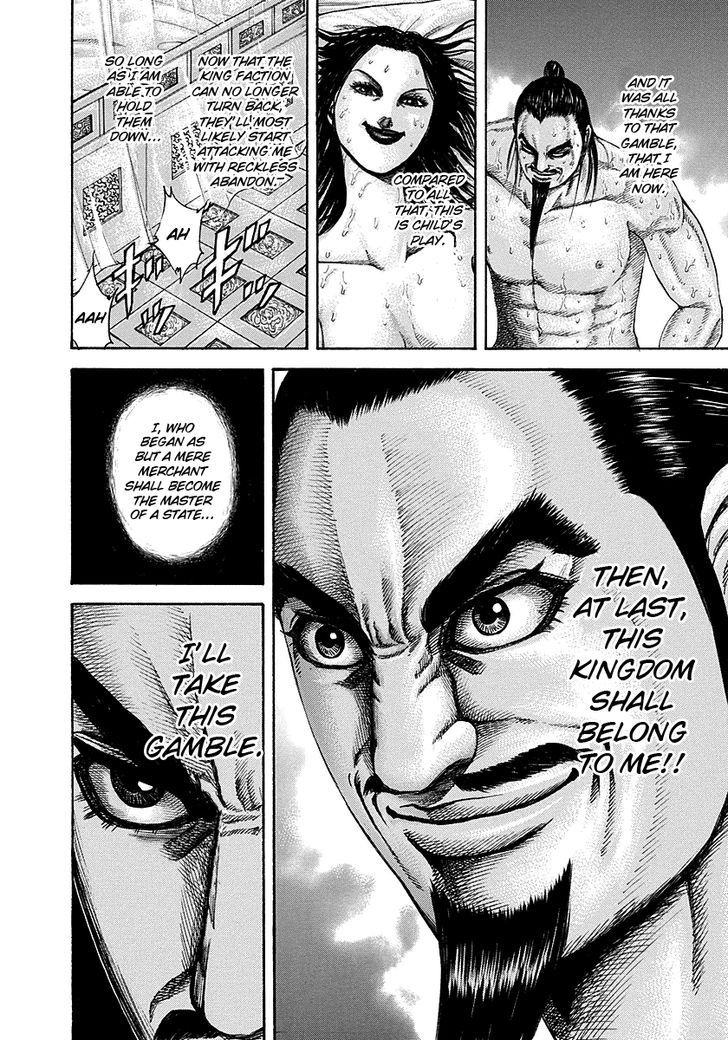 AND IT
WAS ALL
THANKS
TO THAT
GAMBLE,
THAT I
AM HERE
NOW.
COMPARED
TO ALL
THAT, THIS
IS CHILD'S
PLAY.
NOW THAT THE
KING FACTION
CAN NO LONGER
TURN BACK,
THEY'LL MOST
LIKELY START
ATTACKING ME
WITH RECKLESS
ABANDON.
SO LONG
AS I AM
ABLE TO
HOLD
THEM
DOWN...
AH
ギッ
ギッ
AAH
THEN,
AT LAST,
THIS
KINGDOM
SHALL
BELONG
TO ME!!
I, WHO
BEGAN AS
BUT A MERE
MERCHANT
SHALL
BECOME
THE MASTER
OF A STATE...
I'LL
TAKE
THIS
GAMBLE.